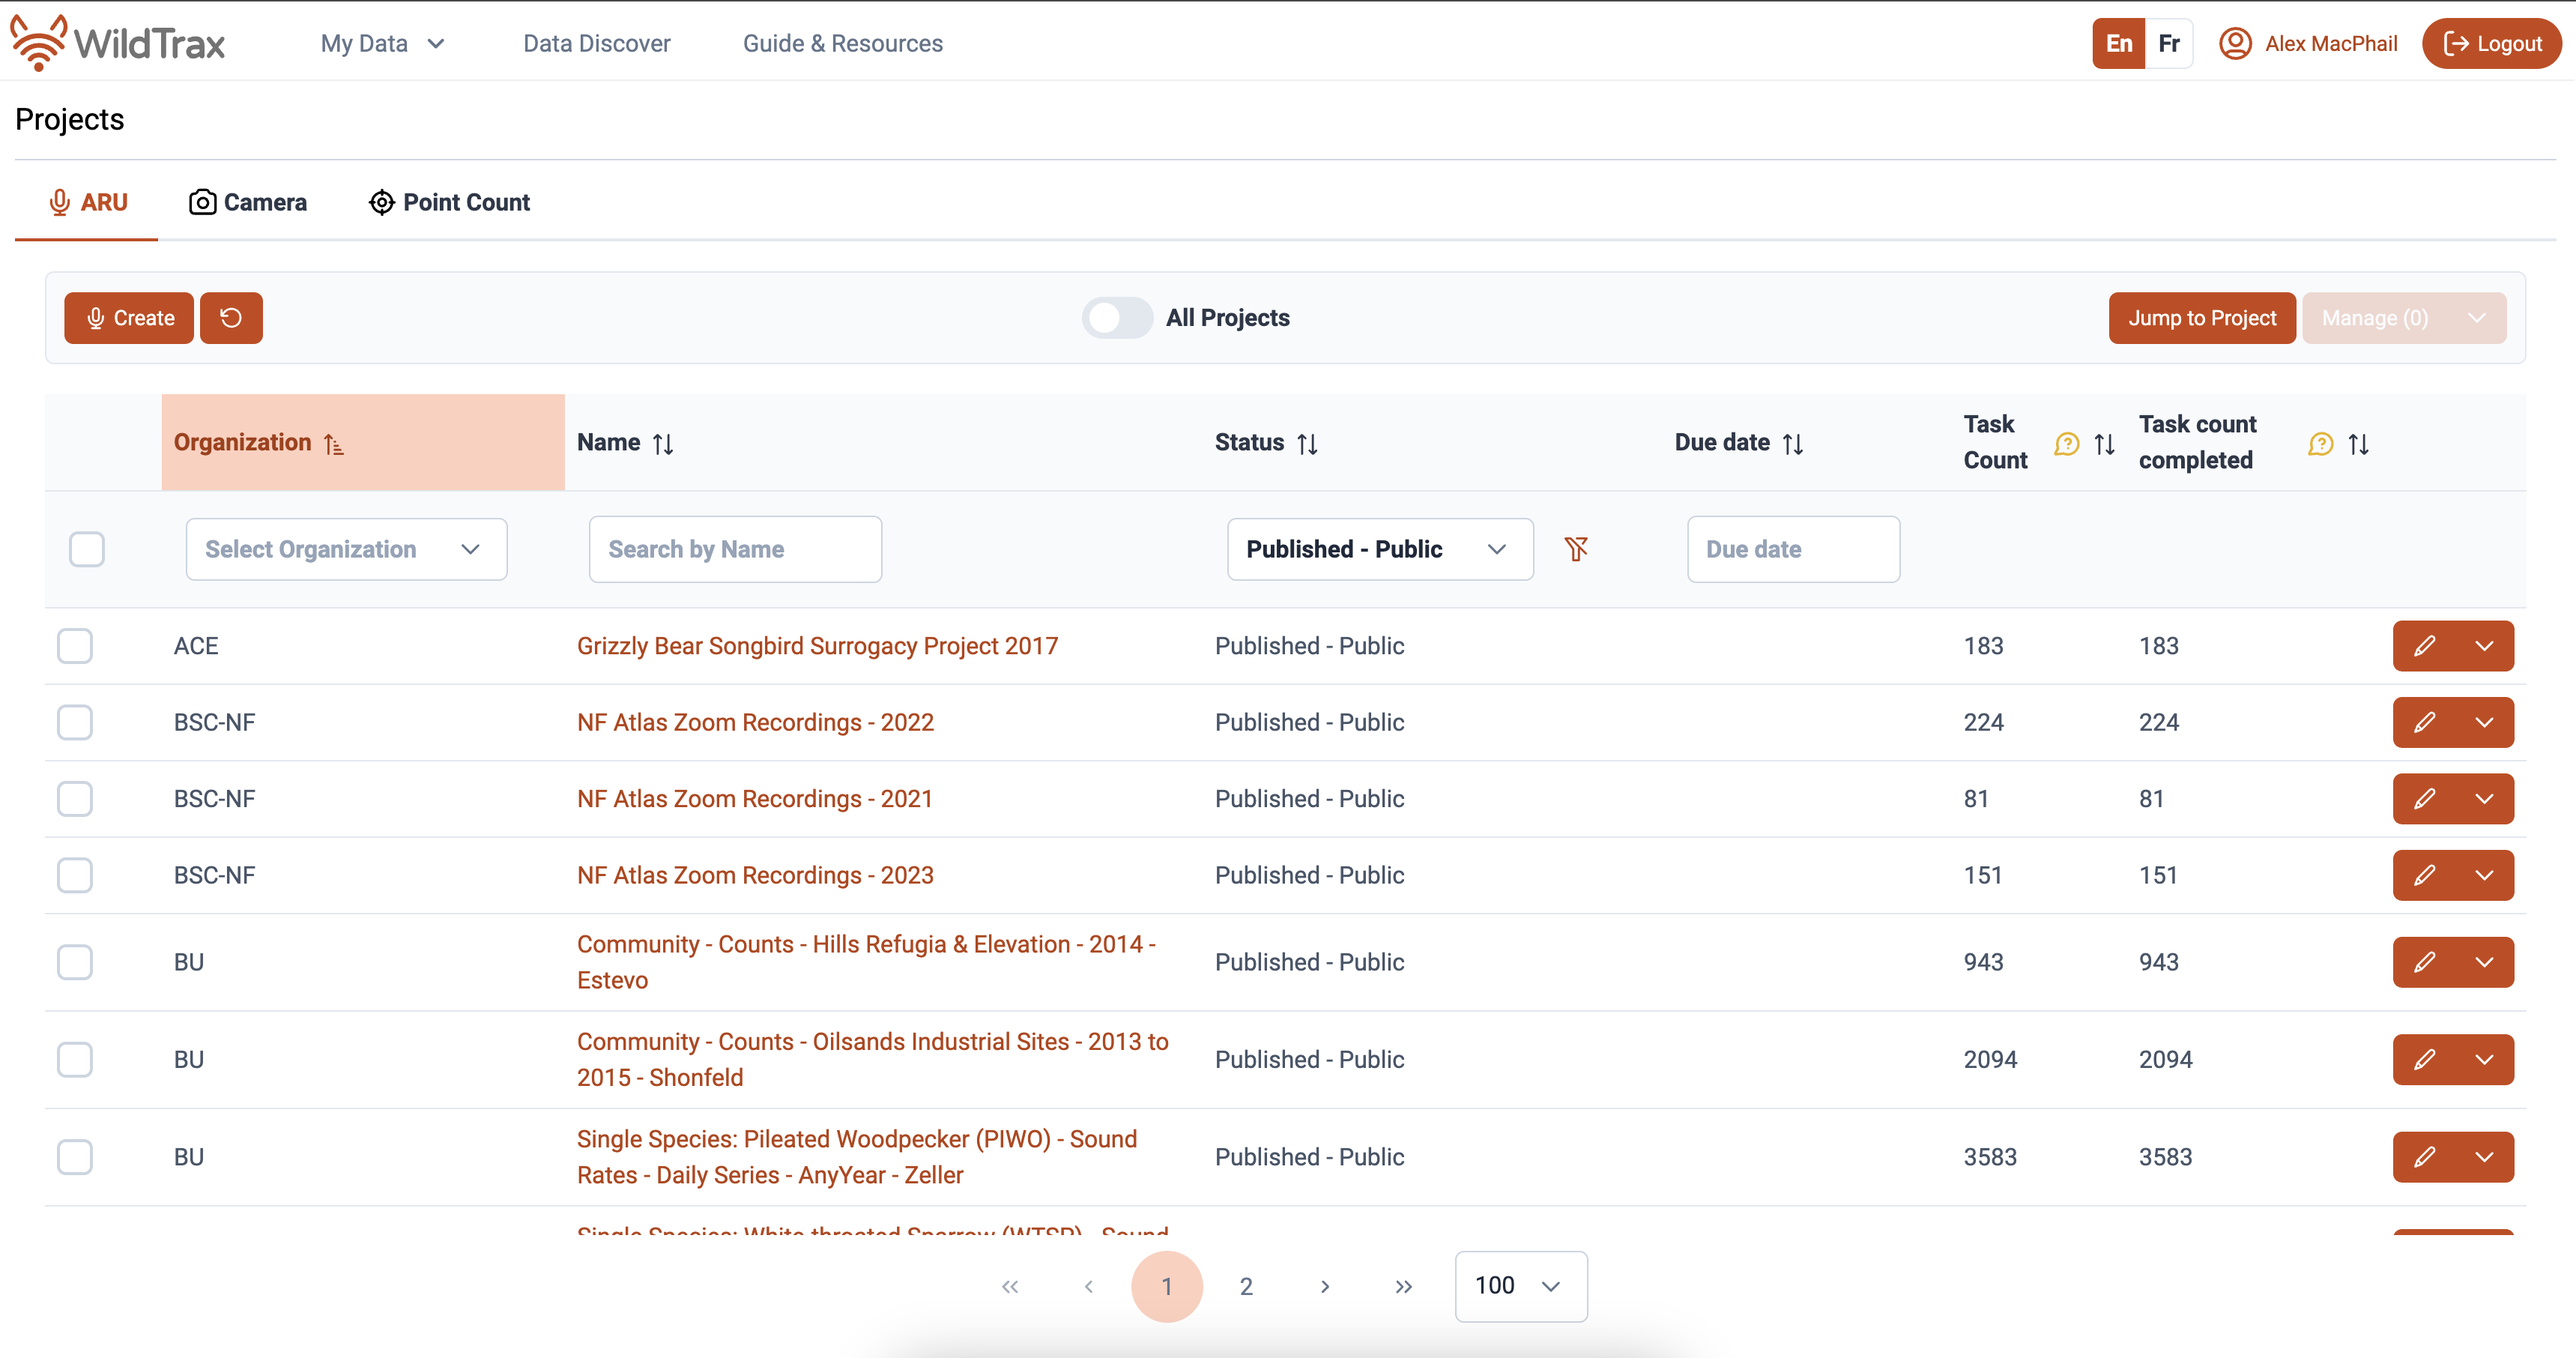 WildTrax
My Data
Data Discover
Guide & Resources
En
Fr
Alex MacPhail
Logout
Projects
ARU
Camera
Point Count
Create
All Projects
Jump to Project
Manage (0)
Organization
Name
Status
Due date
Task
Count
Task count
completed
Select Organization
Search by Name
Published - Public
Due date
ACE Grizzly Bear Songbird Surrogacy Project 2017 Published - Public 183 183
BSC-NF NF Atlas Zoom Recordings - 2022 Published - Public 224 224
BSC-NF NF Atlas Zoom Recordings - 2021 Published - Public 81 81
BSC-NF NF Atlas Zoom Recordings - 2023 Published - Public 151 151
BU Community - Counts - Hills Refugia & Elevation - 2014 -
Estevo Published - Public 943 943
BU Community - Counts - Oilsands Industrial Sites - 2013 to
2015 - Shonfeld Published - Public 2094 2094
BU Single Species: Pileated Woodpecker (PIWO) - Sound
Rates - Daily Series - AnyYear - Zeller Published - Public 3583 3583
Single Species: White-throated Sparrow (WTSP) - Sound
« ‹ 1 2 › » 100